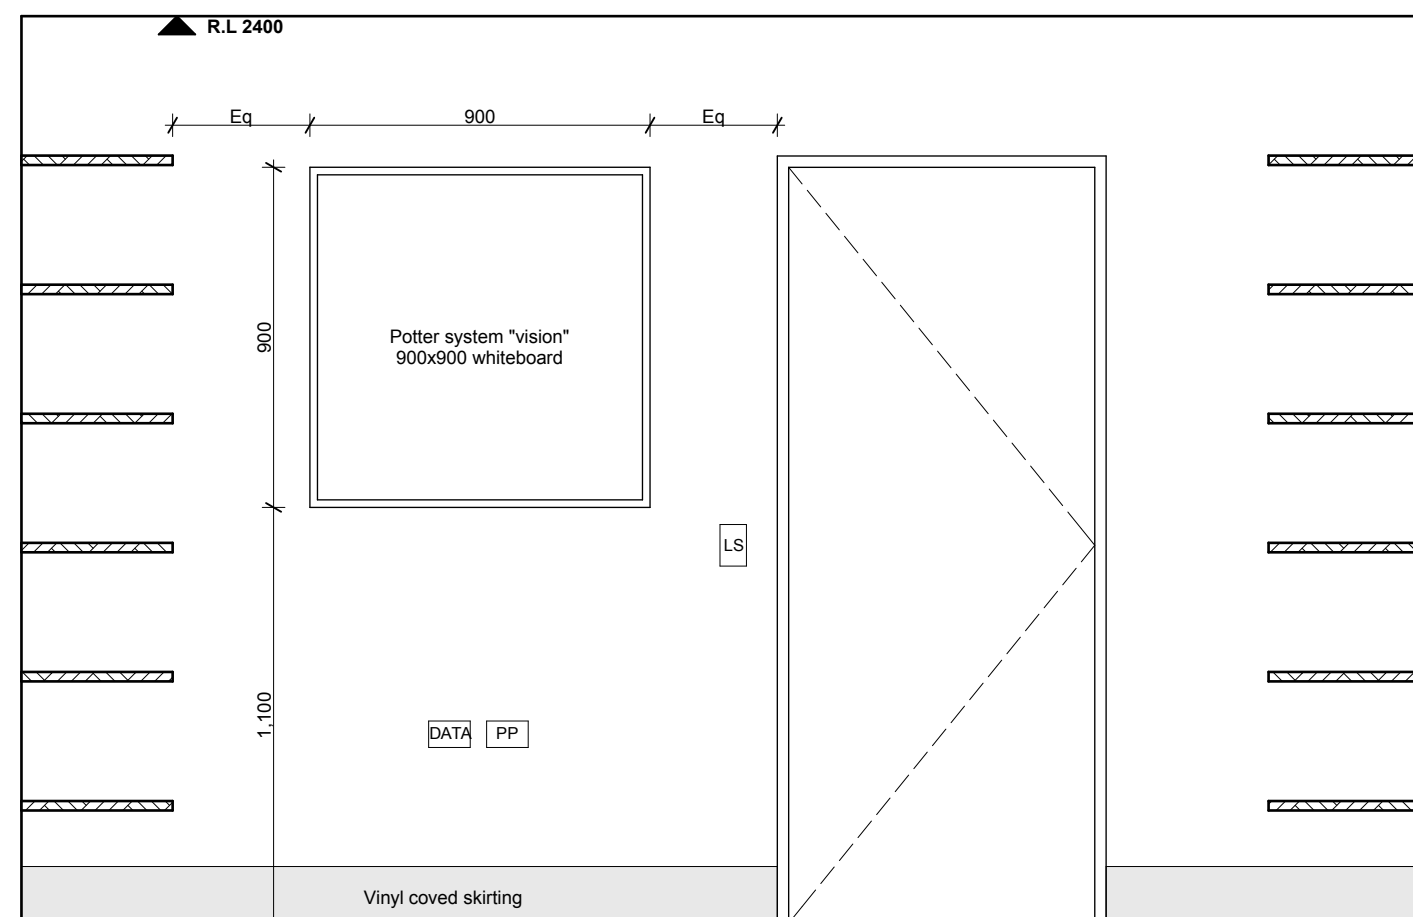 R.L 2400
Eq
900
Eq
900
Potter system "vision"
900x900 whiteboard
LS
1,100
DATA
PP
Vinyl coved skirting